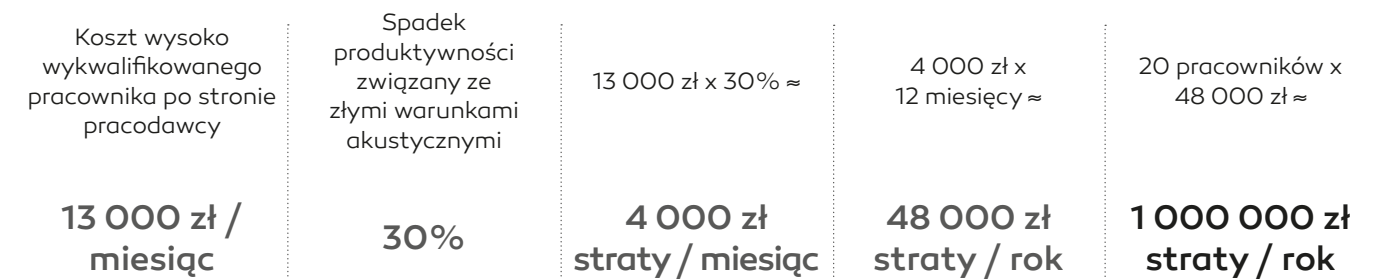 Koszt wysoko
wykwalifikowanego
pracownika po stronie
pracodawcy
13 000 zł /
miesiąc
Spadek
produktywności
związany ze
złymi warunkami
akustycznymi
30%
13 000 zł x 30% ≈
4 000 zł
straty / miesiąc
4 000 zł x
12 miesięcy ≈
48 000 zł
straty / rok
20 pracowników x
48 000 zł ≈
1 000 000 zł
straty / rok